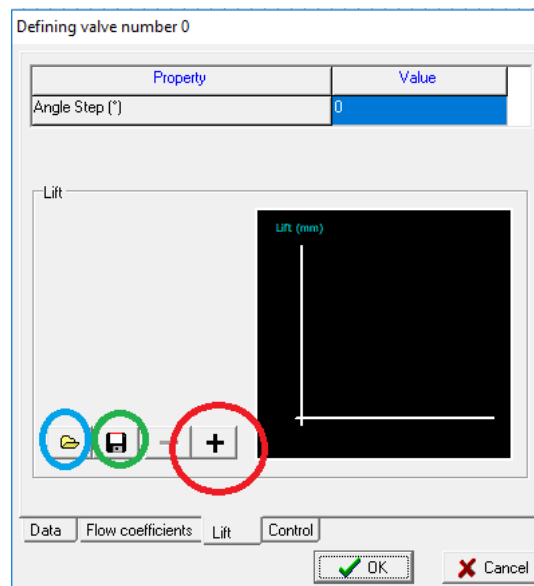 Defining valve number 0
Property Value
Angle Step (°) 0
Lift
Lift (mm)
Data Flow coefficients Lift Control
OK Cancel